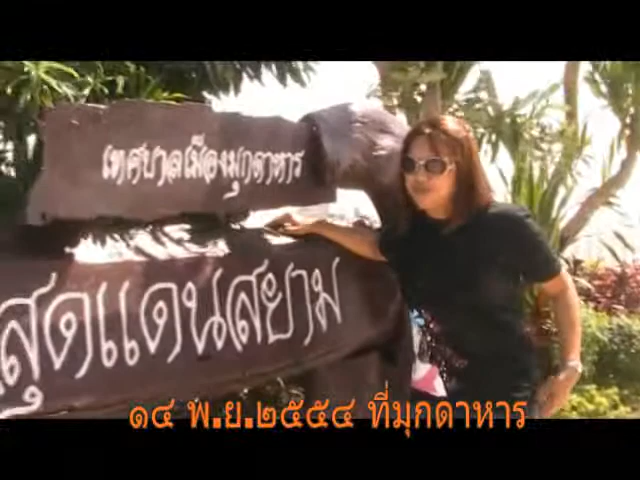 เทศบาลเมืองมุกดาหาร
สุดแดนสยาม
๑๔ พ.ย.๒๕๕๔ ที่มุกดาหาร